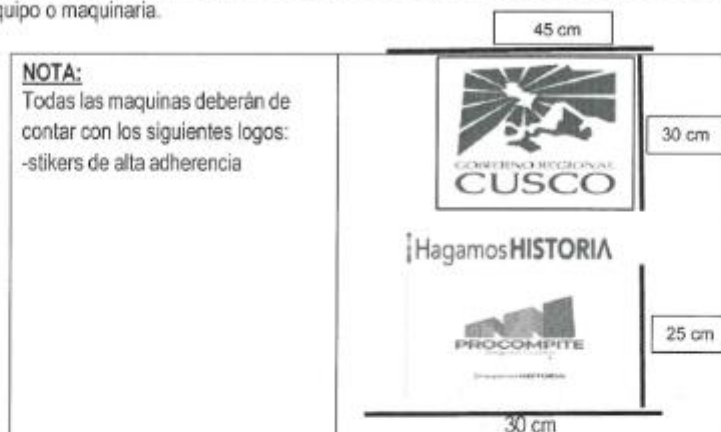 quipo o maquinaria.
45 cm
NOTA:
Todas las maquinas deberán de
contar con los siguientes logos:
-stikers de alta adherencia
30 cm
GOBIERNO REGIONAL
CUSCO
¡HagamosHISTORIA
25 cm
PROCOMPITE
30 cm